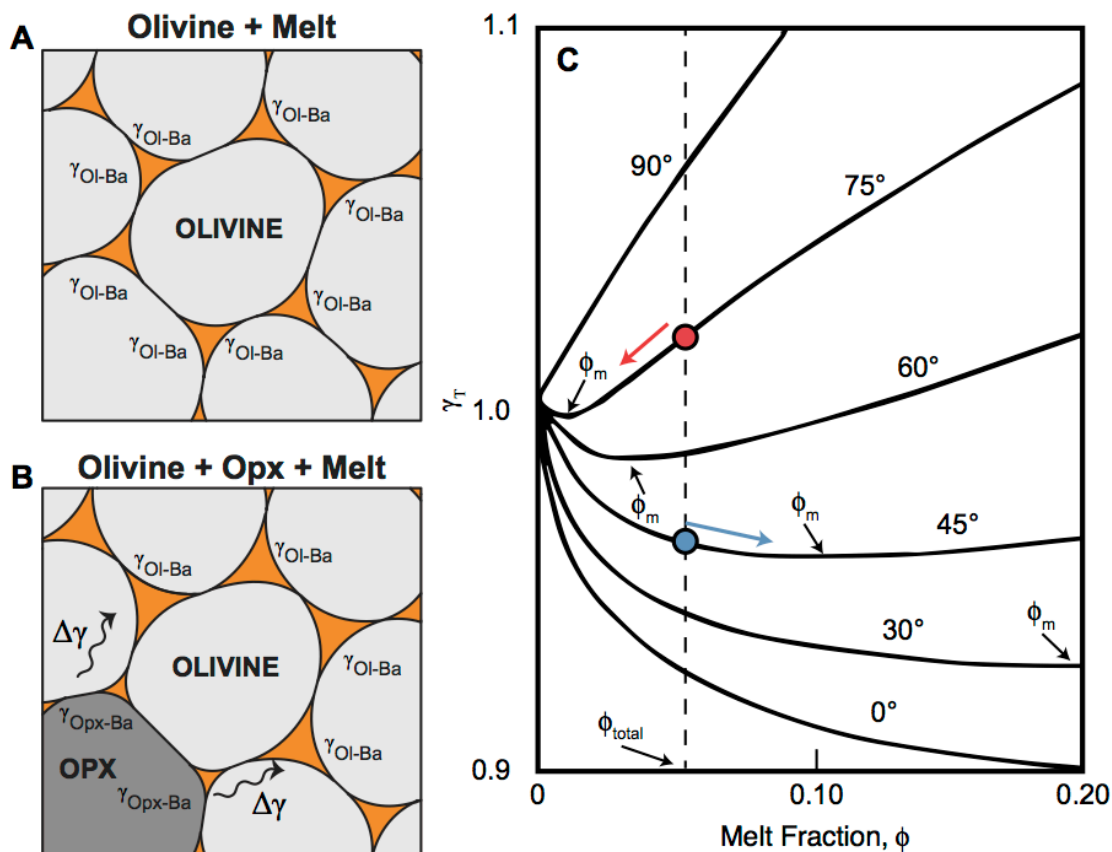 A
Olivine + Melt
γOl-Ba
γOl-Ba
γOl-Ba
γOl-Ba
OLIVINE
γOl-Ba
γOl-Ba
γOl-Ba
γOl-Ba
B
Olivine + Opx + Melt
γOl-Ba
γOl-Ba
Δγ
OLIVINE
γOl-Ba
γOpx-Ba
γOl-Ba
OPX
γOpx-Ba
Δγ
C
1.1
90°
75°
60°
ϕm
γT
1.0
ϕm
ϕm
45°
ϕm
30°
0°
ϕtotal
0.9
0
0.10
0.20
Melt Fraction, ϕ